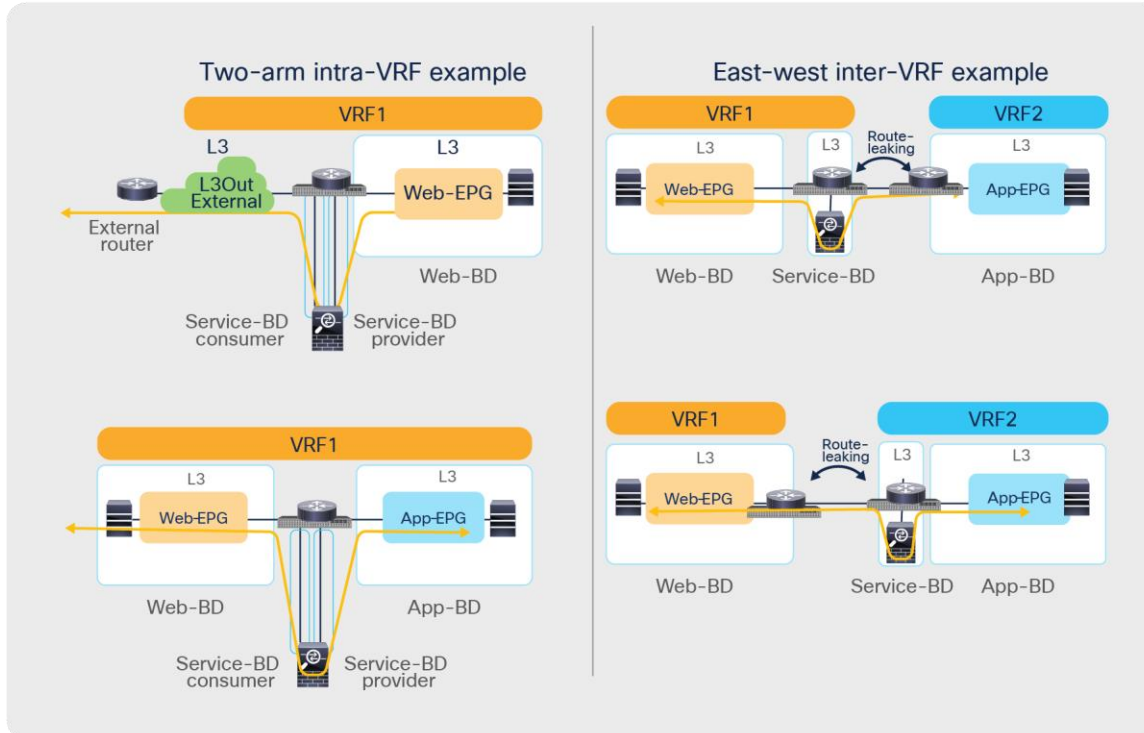 Two-arm intra-VRF example
VRF1
L3
L3
L3Out
External
Web-EPG
External
router
Web-BD
Service-BD
consumer
Service-BD
provider
VRF1
L3
L3
Web-EPG
App-EPG
Web-BD
App-BD
Service-BD
consumer
Service-BD
provider
East-west inter-VRF example
VRF1
VRF2
L3
L3
Route-
leaking
L3
Web-EPG
App-EPG
Web-BD
Service-BD
App-BD
VRF1
VRF2
L3
Route-
leaking
L3
L3
Web-EPG
App-EPG
Web-BD
Service-BD
App-BD